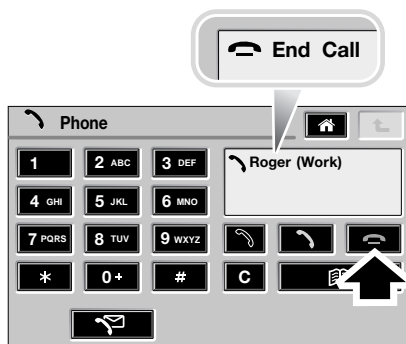 End Call
Phone
1 2 ABC 3 DEF
Roger (Work)
4 GHI 5 JKL 6 MNO
7 PQRS 8 TUV 9 WXYZ
* 0+ # C